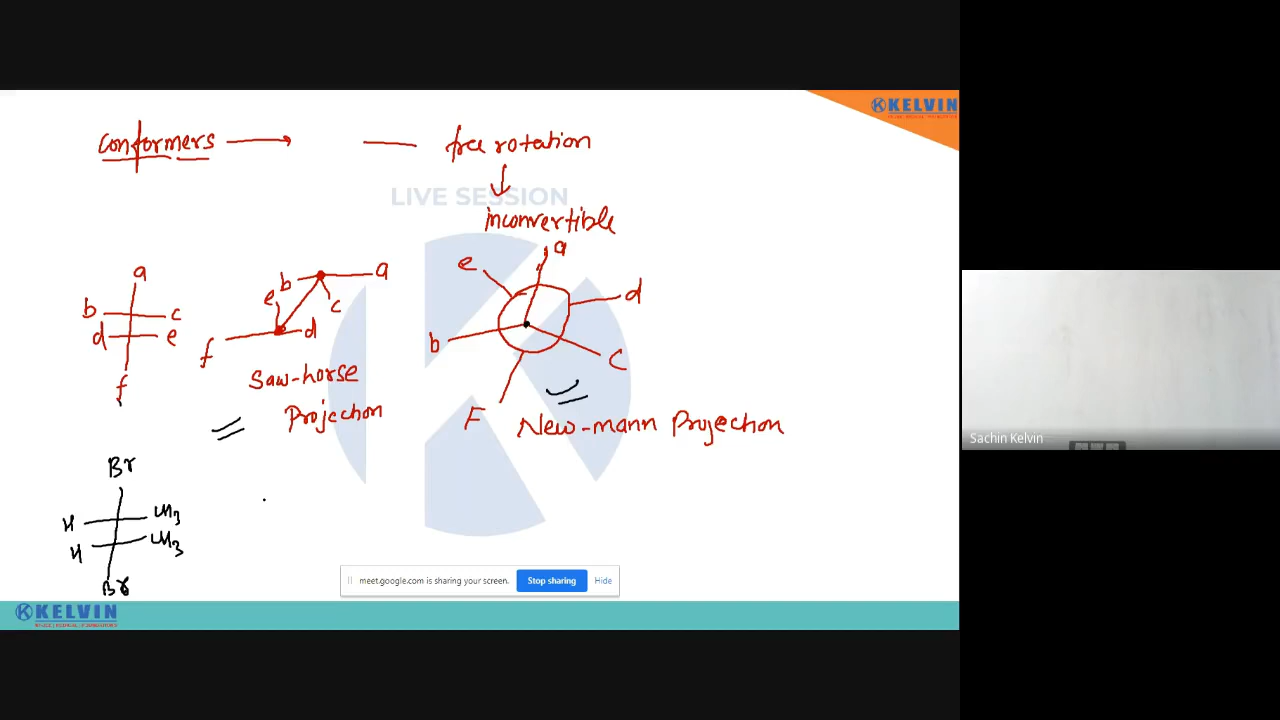 KELVIN
conformers → — free rotation
↓
LIVE SESSION
inconvertible
a
b c
d e
f
b a
e c
f d
Saw-horse
Projection
a
e d
b C
F
New-mann Projection
Br
H CH3
H CH3
Br
meet.google.com is sharing your screen. Stop sharing Hide
KELVIN
Sachin Kelvin